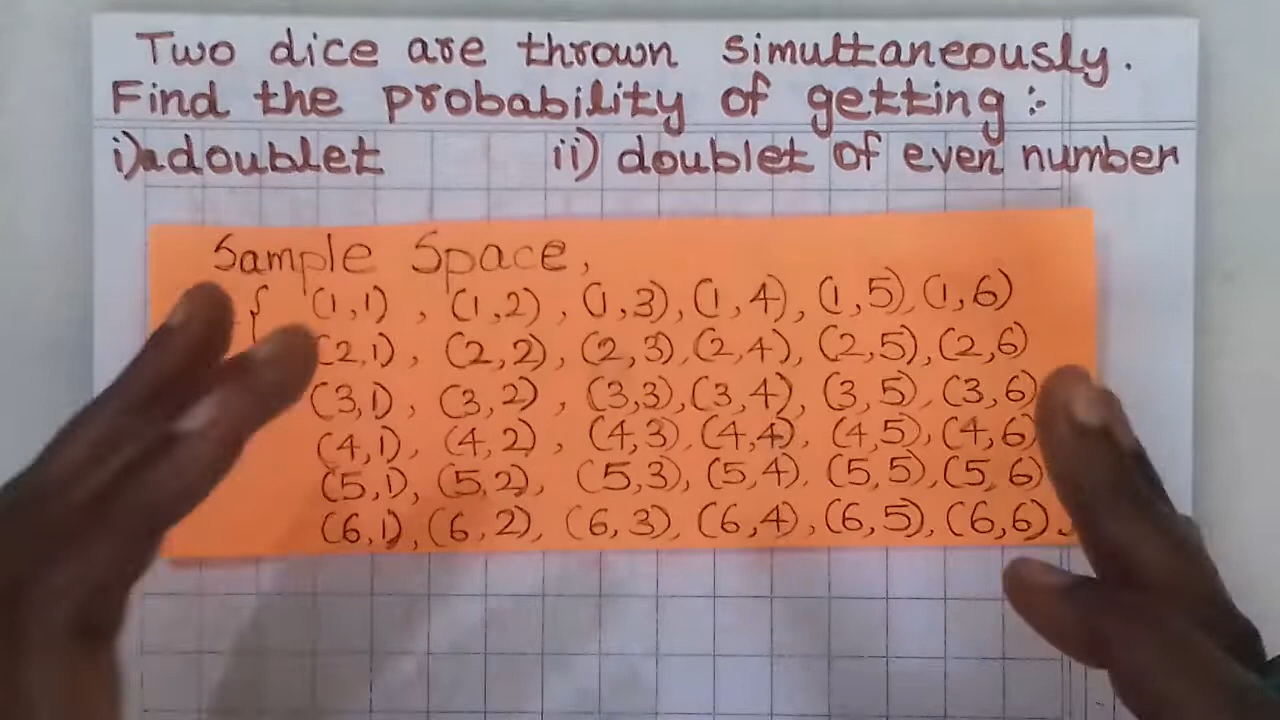 Two dice are thrown simultaneously.
Find the probability of getting :-
i) a doublet ii) doublet of even number
Sample Space,
{ (1,1) , (1,2) , (1,3), (1,4), (1,5), (1,6)
(2,1), (2,2), (2,3), (2,4), (2,5), (2,6)
(3,1), (3,2) , (3,3), (3,4), (3,5), (3,6)
(4,1), (4,2) , (4,3), (4,4), (4,5), (4,6)
(5,1), (5,2), (5,3), (5,4), (5,5), (5,6)
(6,1), (6,2), (6,3), (6,4), (6,5), (6,6)